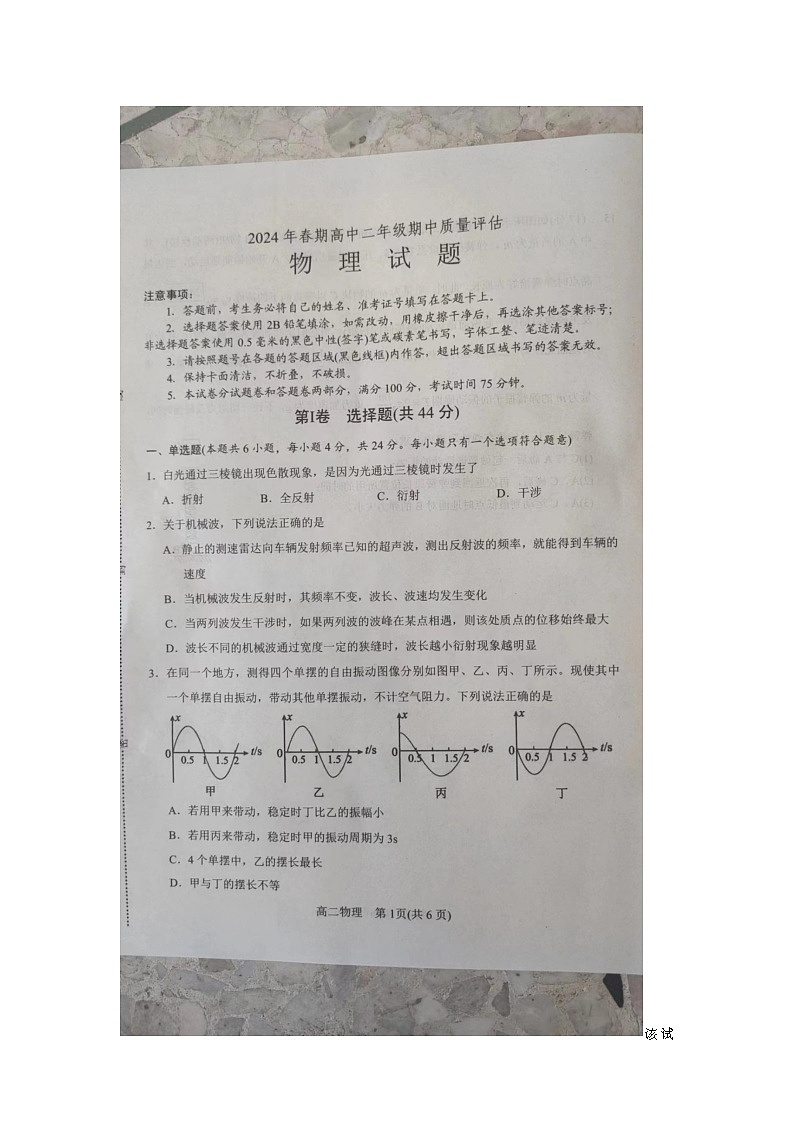 2024年春期高中二年级期中质量评估
物 理 试 题
注意事项：
1. 答题前，考生务必将自己的姓名、准考证号填写在答题卡上。
2. 选择题答案使用2B铅笔填涂，如需改动，用橡皮擦干净后，再选涂其他答案标号；
非选择题答案使用0.5毫米的黑色中性(签字)笔或碳素笔书写，字体工整、笔迹清楚。
3. 请按照题号在各题的答题区域(黑色线框)内作答，超出答题区域书写的答案无效。
4. 保持卡面清洁，不折叠，不破损。
5. 本试卷分试题卷和答题卷两部分，满分100分，考试时间75分钟。
第Ⅰ卷 选择题(共44分)
一、单选题(本题共6小题，每小题4分，共24分。每小题只有一个选项符合题意)
1. 白光通过三棱镜出现色散现象，是因为光通过三棱镜时发生了
A. 折射 B. 全反射 C. 衍射 D. 干涉
2. 关于机械波，下列说法正确的是
A. 静止的测速雷达向车辆发射频率已知的超声波，测出反射波的频率，就能得到车辆的
速度
B. 当机械波发生反射时，其频率不变，波长、波速均发生变化
C. 当两列波发生干涉时，如果两列波的波峰在某点相遇，则该处质点的位移始终最大
D. 波长不同的机械波通过宽度一定的狭缝时，波长越小衍射现象越明显
3. 在同一个地方，测得四个单摆的自由振动图像分别如图甲、乙、丙、丁所示。现使其中
一个单摆自由振动，带动其他单摆振动，不计空气阻力。下列说法正确的是
x x x x
0 0.5 1 1.5 2 t/s 0 0.5 1 1.5 2 t/s 0 0.5 1 1.5 2 t/s 0 0.5 1 1.5 2 t/s
甲 乙 丙 丁
A. 若用甲来带动，稳定时丁比乙的振幅小
B. 若用丙来带动，稳定时甲的振动周期为3s
C. 4个单摆中，乙的摆长最长
D. 甲与丁的摆长不等
高二物理 第1页(共6页)
该试